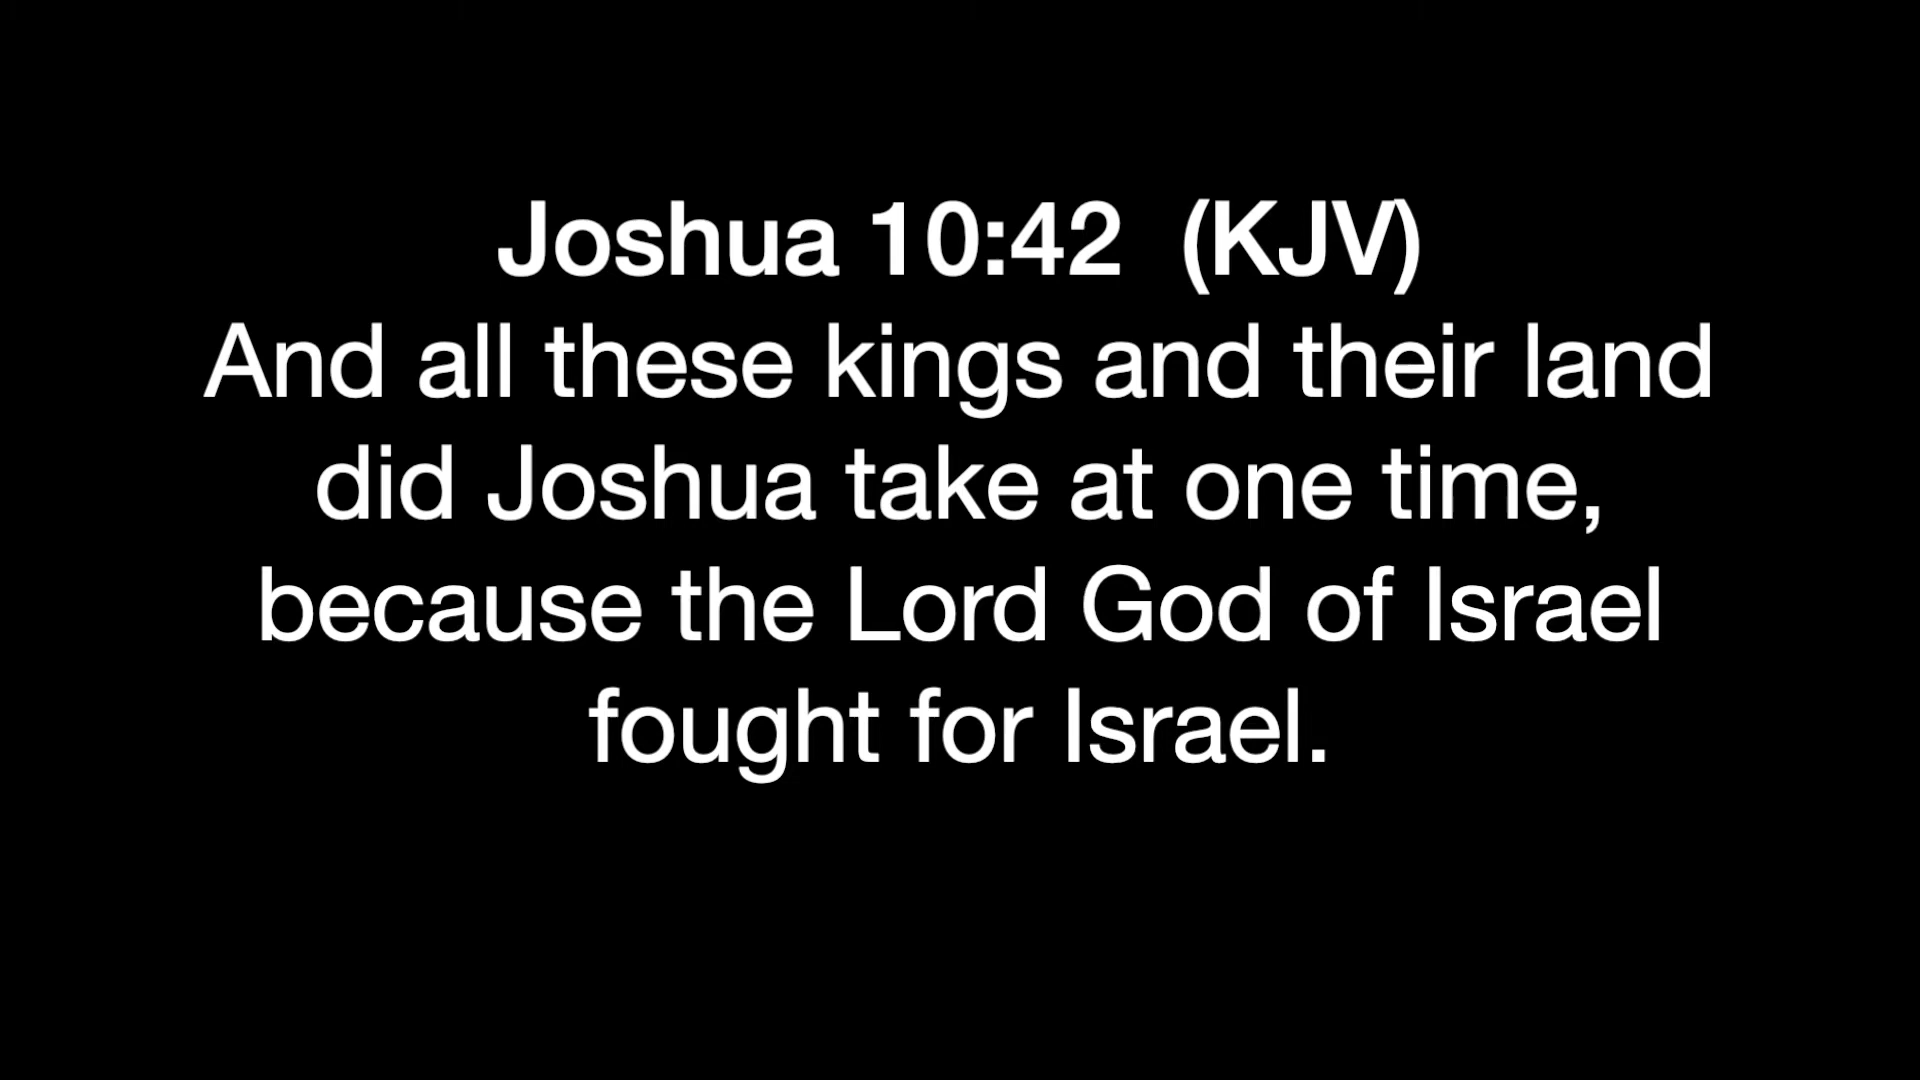 Joshua 10:42  (KJV)
And all these kings and their land
did Joshua take at one time,
because the Lord God of Israel
fought for Israel.